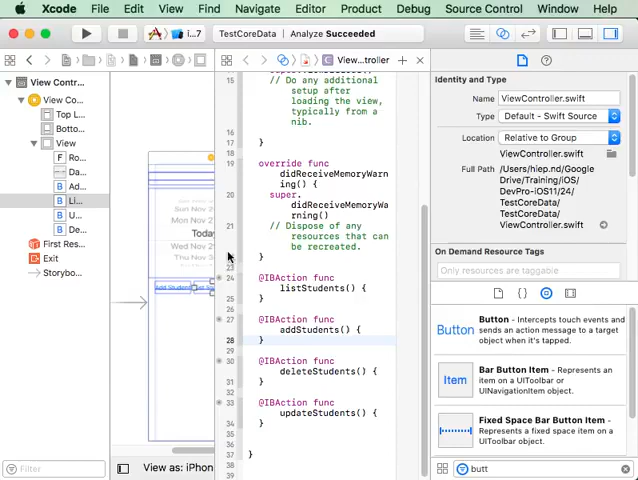 Xcode File Edit View Find Navigate Editor Product Debug Source Control Window Help
i...7 TestCoreData | Analyze Succeeded
View...troller
View Contr...
View Co...
Top L...
Botto...
View
F Ro...
Da...
B Ad...
B Li...
B U...
B De...
First Res...
Exit
Storybo...
Filter
Sun Nov 2
Mon Nov 2
Today
Wed Nov 2
Thu Nov 3
Fri Nov
Add Student
View as: iPhon
15 // Do any additional
setup after
loading the view,
typically from a
nib.
16
17 }
18
19 override func
didReceiveMemoryWarn
ing() {
20 super.
didReceiveMemoryWa
rning()
21 // Dispose of any
resources that can
be recreated.
}
23
24 @IBAction func
listStudents() {
25 }
27 @IBAction func
addStudents() {
28 }
29
30 @IBAction func
deleteStudents() {
31 }
32
33 @IBAction func
updateStudents() {
34 }
35
37 }
38
39
Identity and Type
Name ViewController.swift
Type Default - Swift Source
Location Relative to Group
ViewController.swift
Full Path /Users/hiep.nd/Google
Drive/Training/iOS/
DevPro-iOS11/24/
TestCoreData/
TestCoreData/
ViewController.swift
On Demand Resource Tags
Only resources are taggable
{ }
Button
Button - Intercepts touch events and
sends an action message to a target
object when it's tapped.
Item
Bar Button Item - Represents an
item on a UIToolbar or
UINavigationItem object.
Fixed Space Bar Button Item -
Represents a fixed space item on a
UIToolbar object.
butt